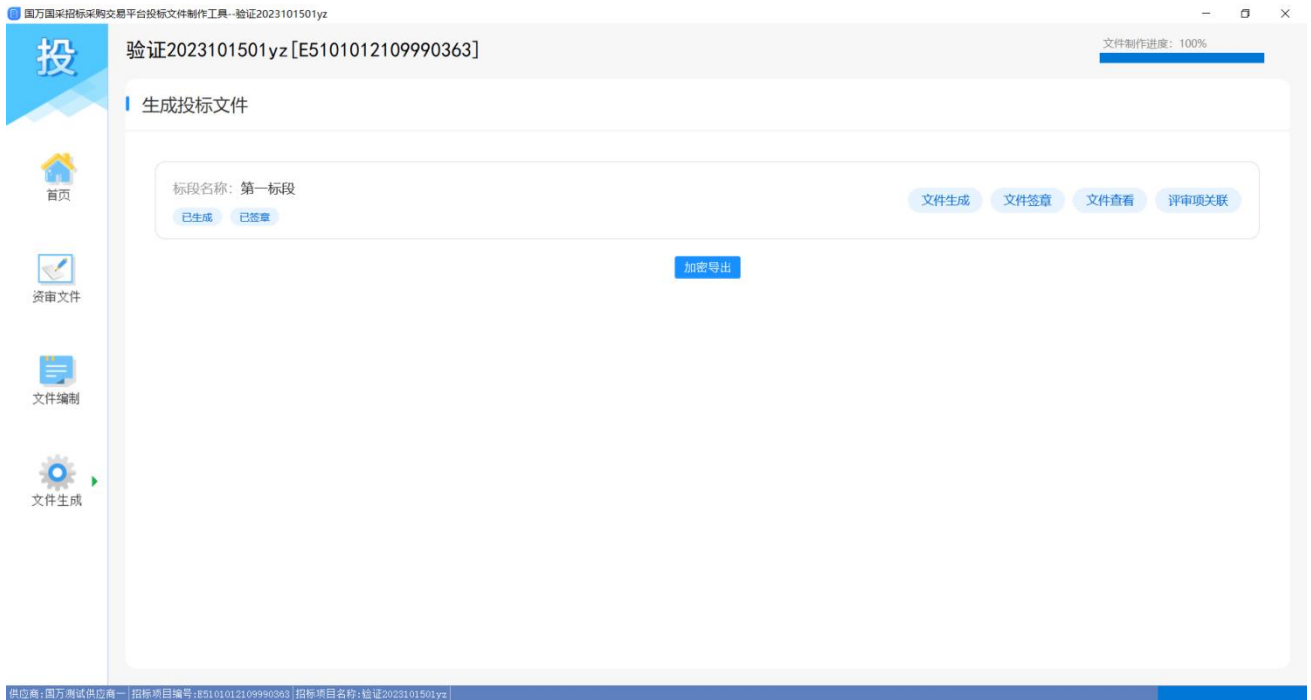 国万国采招标采购交易平台投标文件制作工具--验证2023101501yz
投
验证2023101501yz[E5101012109990363]
文件制作进度：100%
生成投标文件
首页
标段名称：第一标段
已生成 已签章
文件生成 文件签章 文件查看 评审项关联
加密导出
资审文件
文件编制
文件生成
供应商:国万测试供应商一 招标项目编号:E5101012109990363 招标项目名称:验证2023101501yz